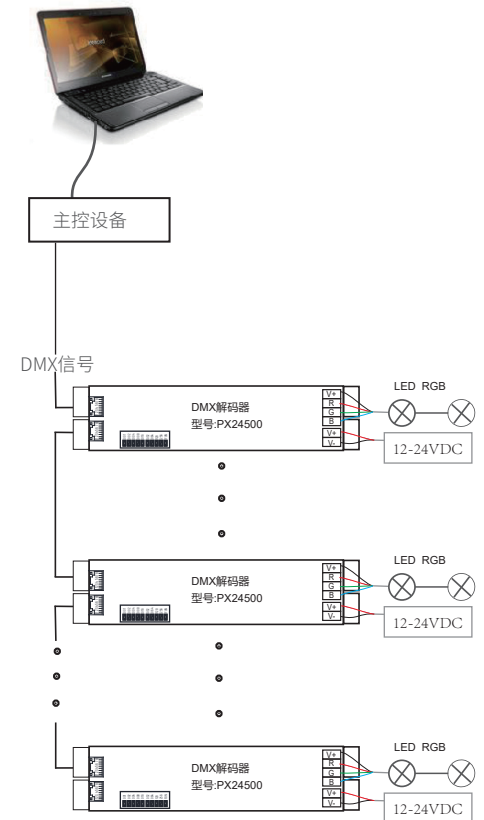 主控设备
DMX信号
DMX解码器
型号:PX24500
V+
R
G
B
V+
V-
LED RGB
12-24VDC
DMX解码器
型号:PX24500
V+
R
G
B
V+
V-
LED RGB
12-24VDC
DMX解码器
型号:PX24500
V+
R
G
B
V+
V-
LED RGB
12-24VDC